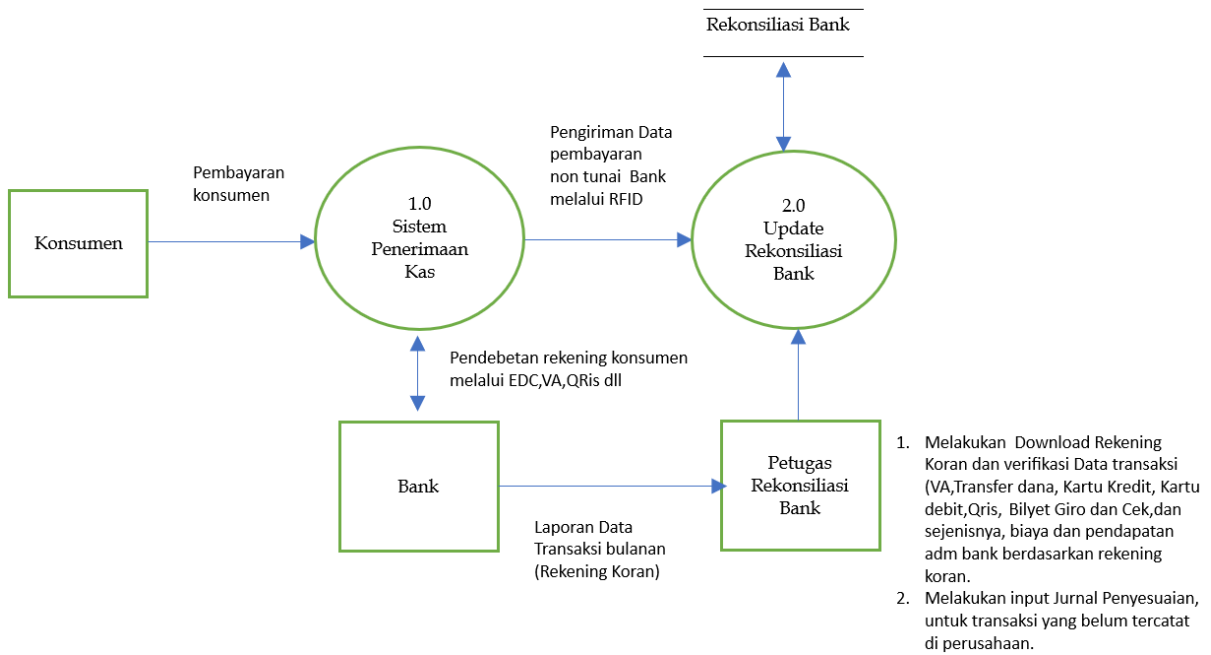 Rekonsiliasi Bank
Pengiriman Data
pembayaran
non tunai  Bank
melalui RFID
Pembayaran
konsumen
Konsumen
1.0
Sistem
Penerimaan
Kas
2.0
Update
Rekonsiliasi
Bank
Pendebetan rekening konsumen
melalui EDC,VA,QRis dll
Bank
Laporan Data
Transaksi bulanan
(Rekening Koran)
Petugas
Rekonsiliasi
Bank
1. Melakukan  Download Rekening
Koran dan verifikasi Data transaksi
(VA,Transfer dana, Kartu Kredit, Kartu
debit,Qris,  Bilyet Giro dan Cek,dan
sejenisnya, biaya dan pendapatan
adm bank berdasarkan rekening
koran.
2. Melakukan input Jurnal Penyesuaian,
untuk transaksi yang belum tercatat
di perusahaan.